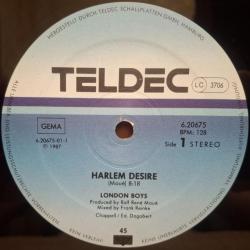 HERGESTELLT DURCH TELDEC SCHALLPLATTEN GMBH, HAMBURG
TELDEC
LC 3706
GEMA
6.20675-01-1
Ⓟ 1987
6.20675
BPM: 128
Side 1 STEREO
HARLEM DESIRE
(Maué) 8:18
LONDON BOYS
Produced by Ralf René Maué
Mixed by Frank Reinke
Chappell / Ed. Dagobert
45